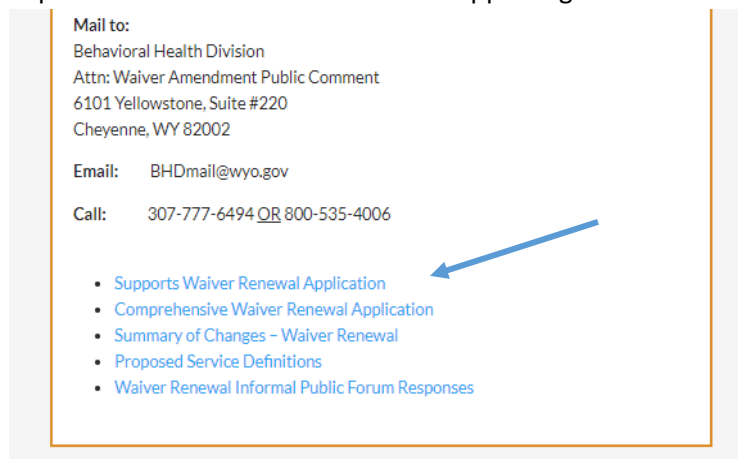 Mail to:
Behavioral Health Division
Attn: Waiver Amendment Public Comment
6101 Yellowstone, Suite #220
Cheyenne, WY 82002
Email: BHDmail@wyo.gov
Call: 307-777-6494 OR 800-535-4006
• Supports Waiver Renewal Application
• Comprehensive Waiver Renewal Application
• Summary of Changes – Waiver Renewal
• Proposed Service Definitions
• Waiver Renewal Informal Public Forum Responses